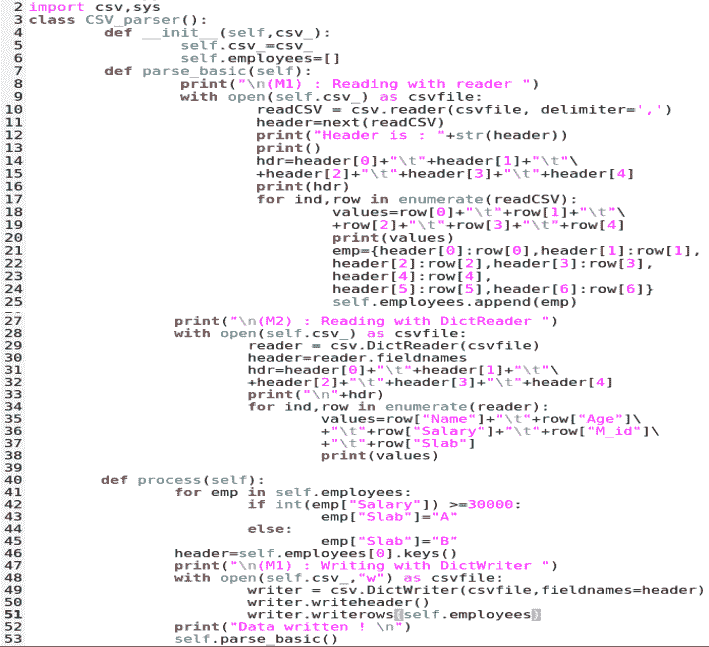 2 import csv,sys
3 class CSV_parser():
4 def __init__(self,csv_):
5 self.csv_=csv_
6 self.employees=[]
7 def parse_basic(self):
8 print("\n(M1) : Reading with reader ")
9 with open(self.csv_) as csvfile:
10 readCSV = csv.reader(csvfile, delimiter=',')
11 header=next(readCSV)
12 print("Header is : "+str(header))
13 print()
14 hdr=header[0]+"\t"+header[1]+"\t"\
15 +header[2]+"\t"+header[3]+"\t"+header[4]
16 print(hdr)
17 for ind,row in enumerate(readCSV):
18 values=row[0]+"\t"+row[1]+"\t"\
19 +row[2]+"\t"+row[3]+"\t"+row[4]
20 print(values)
21 emp={header[0]:row[0],header[1]:row[1],
22 header[2]:row[2],header[3]:row[3],
23 header[4]:row[4],
24 header[5]:row[5],header[6]:row[6]}
25 self.employees.append(emp)
27 print("\n(M2) : Reading with DictReader ")
28 with open(self.csv_) as csvfile:
29 reader = csv.DictReader(csvfile)
30 header=reader.fieldnames
31 hdr=header[0]+"\t"+header[1]+"\t"\
32 +header[2]+"\t"+header[3]+"\t"+header[4]
33 print("\n"+hdr)
34 for ind,row in enumerate(reader):
35 values=row["Name"]+"\t"+row["Age"]\
36 +"\t"+row["Salary"]+"\t"+row["M_id"]\
37 +"\t"+row["Slab"]
38 print(values)
39
40 def process(self):
41 for emp in self.employees:
42 if int(emp["Salary"]) >=30000:
43 emp["Slab"]="A"
44 else:
45 emp["Slab"]="B"
46 header=self.employees[0].keys()
47 print("\n(M1) : Writing with DictWriter ")
48 with open(self.csv_,"w") as csvfile:
49 writer = csv.DictWriter(csvfile,fieldnames=header)
50 writer.writeheader()
51 writer.writerows(self.employees)
52 print("Data written ! \n")
53 self.parse_basic()